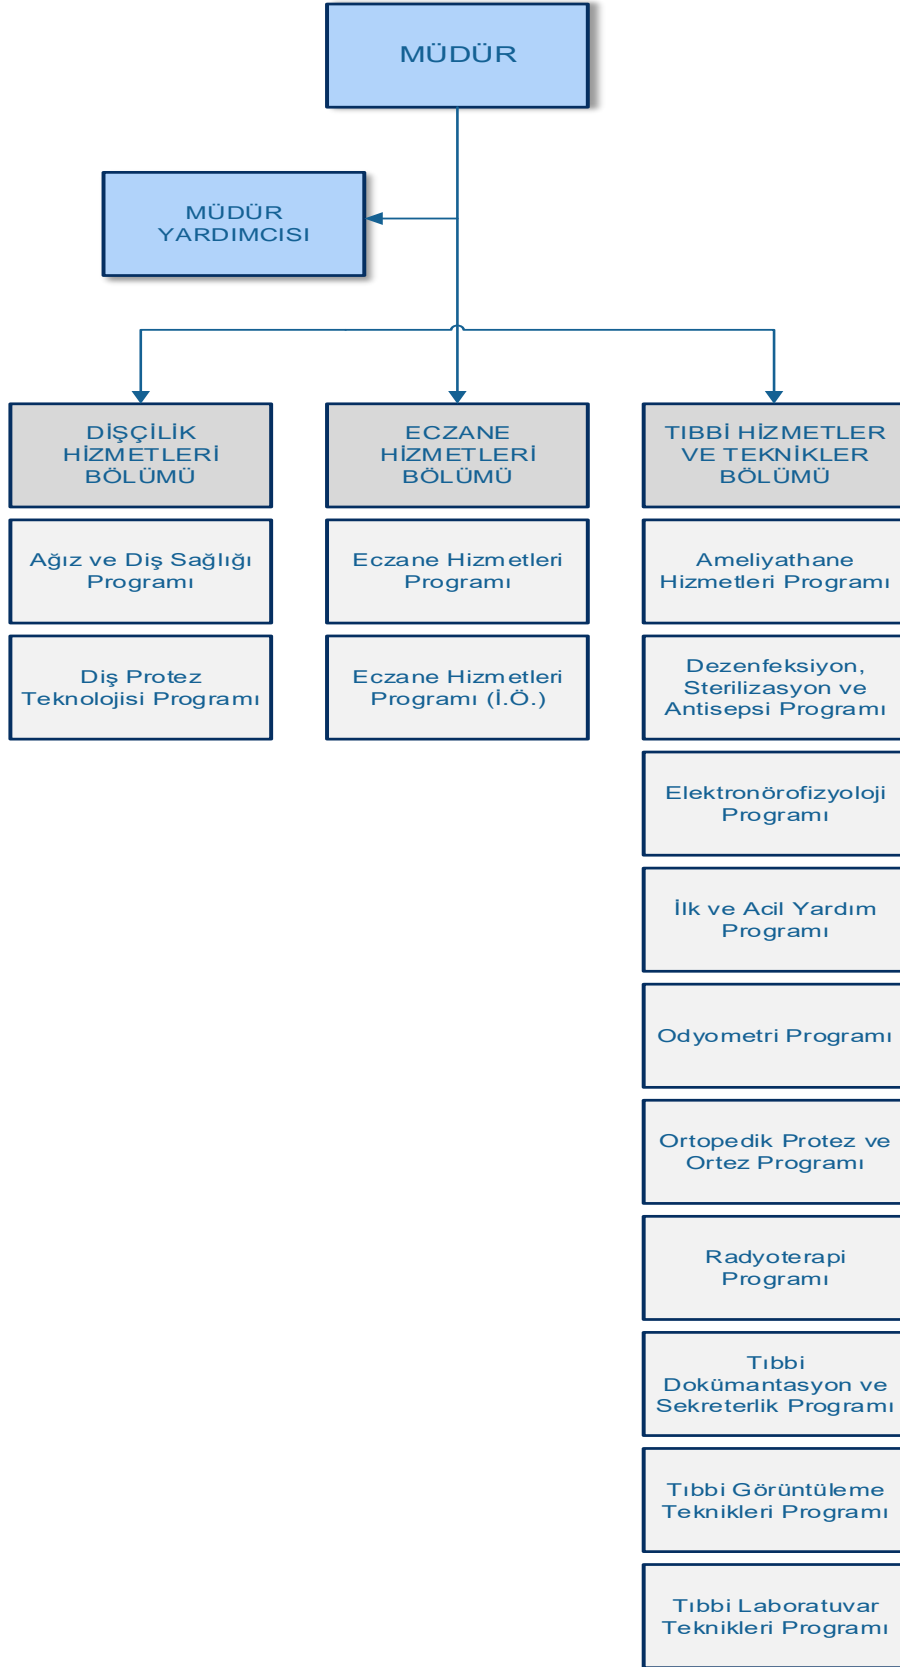 MÜDÜR
MÜDÜR
YARDIMCISI
DİŞÇİLİK
HİZMETLERİ
BÖLÜMÜ
Ağız ve Diş Sağlığı
Programı
Diş Protez
Teknolojisi Programı
ECZANE
HİZMETLERİ
BÖLÜMÜ
Eczane Hizmetleri
Programı
Eczane Hizmetleri
Programı (İ.Ö.)
TIBBİ HİZMETLER
VE TEKNİKLER
BÖLÜMÜ
Ameliyathane
Hizmetleri Programı
Dezenfeksiyon,
Sterilizasyon ve
Antisepsi Programı
Elektronörofizyoloji
Programı
İlk ve Acil Yardım
Programı
Odyometri Programı
Ortopedik Protez ve
Ortez Programı
Radyoterapi
Programı
Tıbbi
Dokümantasyon ve
Sekreterlik Programı
Tıbbi Görüntüleme
Teknikleri Programı
Tıbbi Laboratuvar
Teknikleri Programı